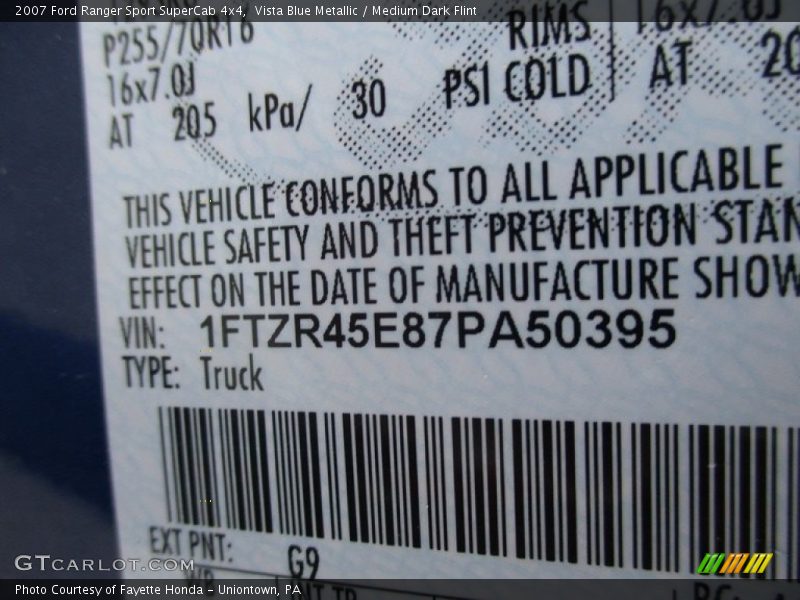 2007 Ford Ranger Sport SuperCab 4x4, Vista Blue Metallic / Medium Dark Flint
P255/70R16 RIMS 16x7.0J
16x7.0J
AT 205 kPa/ 30 PSI COLD AT 20
THIS VEHICLE CONFORMS TO ALL APPLICABLE
VEHICLE SAFETY AND THEFT PREVENTION STAN
EFFECT ON THE DATE OF MANUFACTURE SHOW
VIN: 1FTZR45E87PA50395
TYPE: Truck
EXT PNT: G9
GTCarlot.com
Photo Courtesy of Fayette Honda - Uniontown, PA